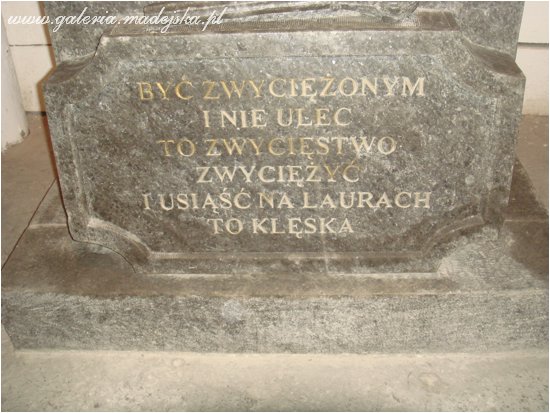 www.galeria.madejska.pl
BYĆ ZWYCIĘŻONYM
I NIE ULEC
TO ZWYCIĘSTWO
ZWYCIĘŻYĆ
I USIĄŚĆ NA LAURACH
TO KLĘSKA